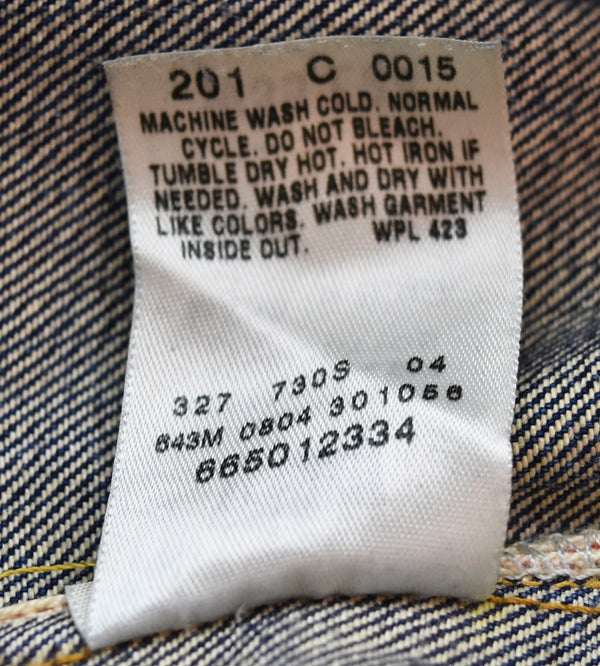 201 C 0015
MACHINE WASH COLD. NORMAL
CYCLE. DO NOT BLEACH.
TUMBLE DRY HOT. HOT IRON IF
NEEDED. WASH AND DRY WITH
LIKE COLORS. WASH GARMENT
INSIDE OUT. WPL 423
327 730S 04
643M 0804 301056
665012334